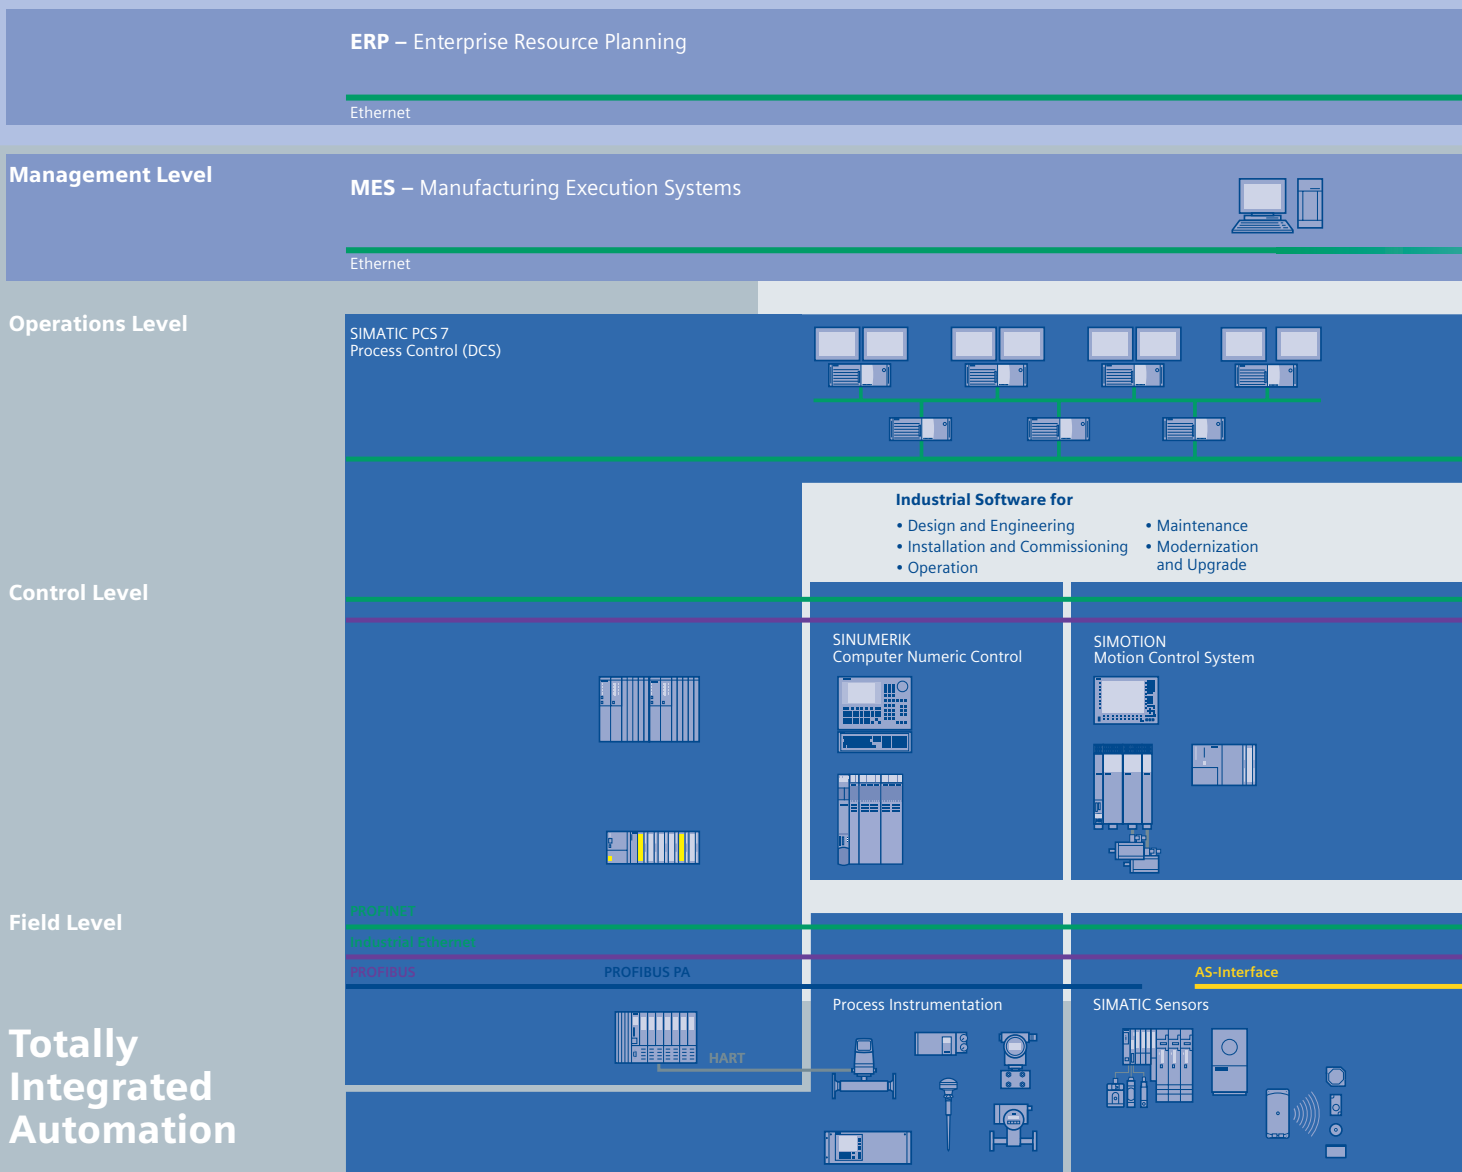 ERP – Enterprise Resource Planning
Ethernet
Management Level
MES – Manufacturing Execution Systems
Ethernet
Operations Level
SIMATIC PCS 7
Process Control (DCS)
Industrial Software for
• Design and Engineering
• Installation and Commissioning
• Operation
• Maintenance
• Modernization
and Upgrade
Control Level
SINUMERIK
Computer Numeric Control
SIMOTION
Motion Control System
Field Level
PROFINET
Industrial Ethernet
PROFIBUS
PROFIBUS PA
AS-Interface
Process Instrumentation
SIMATIC Sensors
HART
Totally
Integrated
Automation